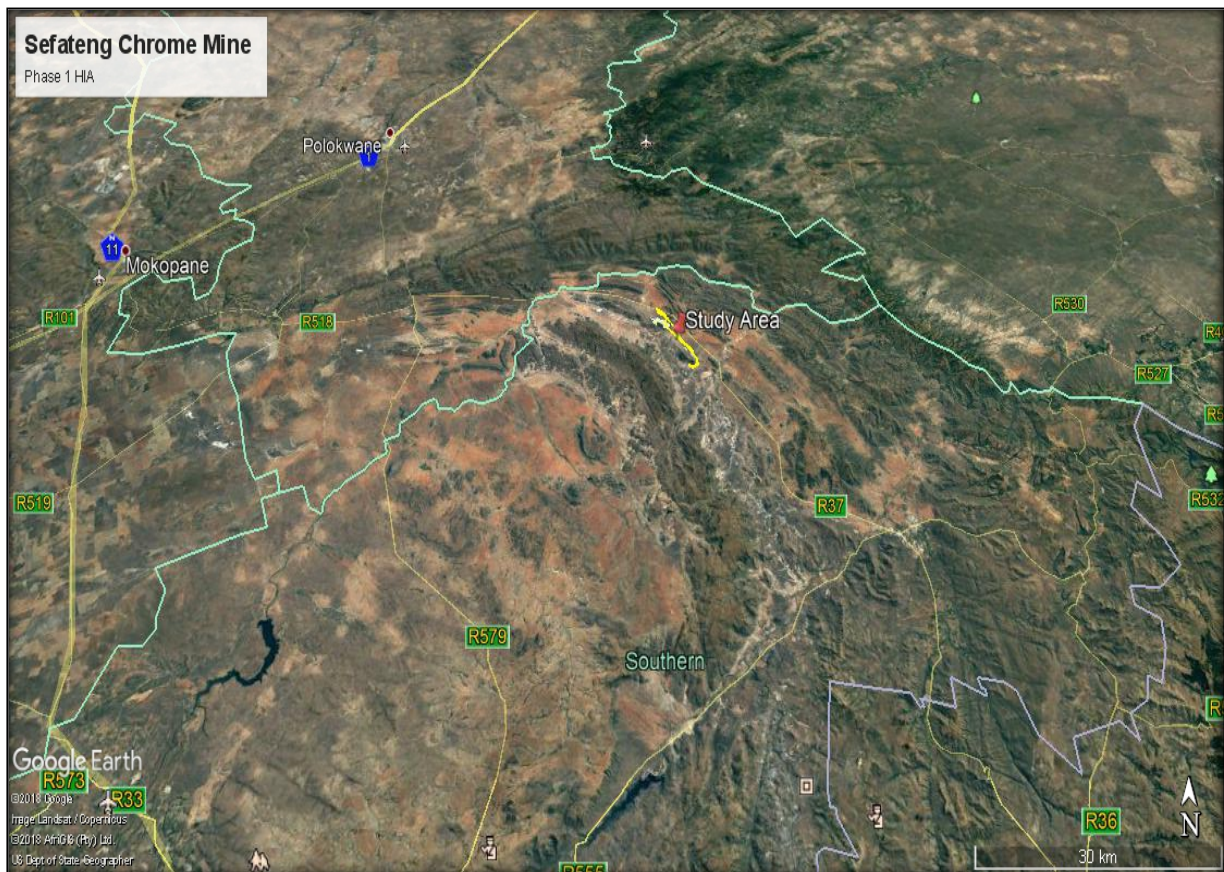 Sefateng Chrome Mine
Phase 1 HIA
Polokwane
1
N
11
Mokopane
R101
R518
Study Area
R530
R527
R519
R532
R37
R579
Southern
Google Earth
R573
R33
©2018 Google
Image Landsat / Copernicus
©2018 AfriGIS (Pty) Ltd.
US Dept of State Geographer
R555
R36
N
30 km